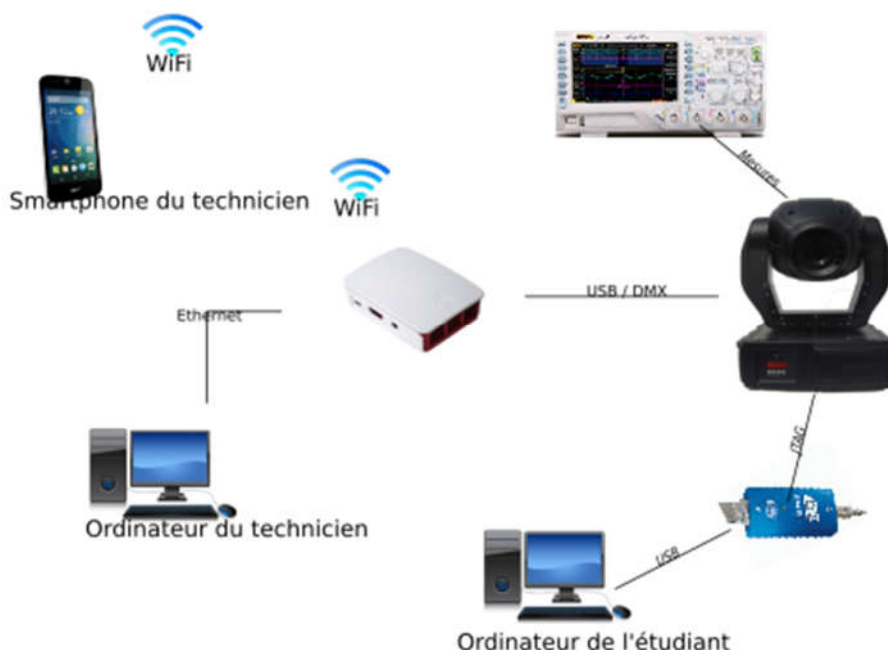 WiFi
Smartphone du technicien
WiFi
Mesures
USB / DMX
Ethernet
JTAG
Ordinateur du technicien
USB
Ordinateur de l'étudiant